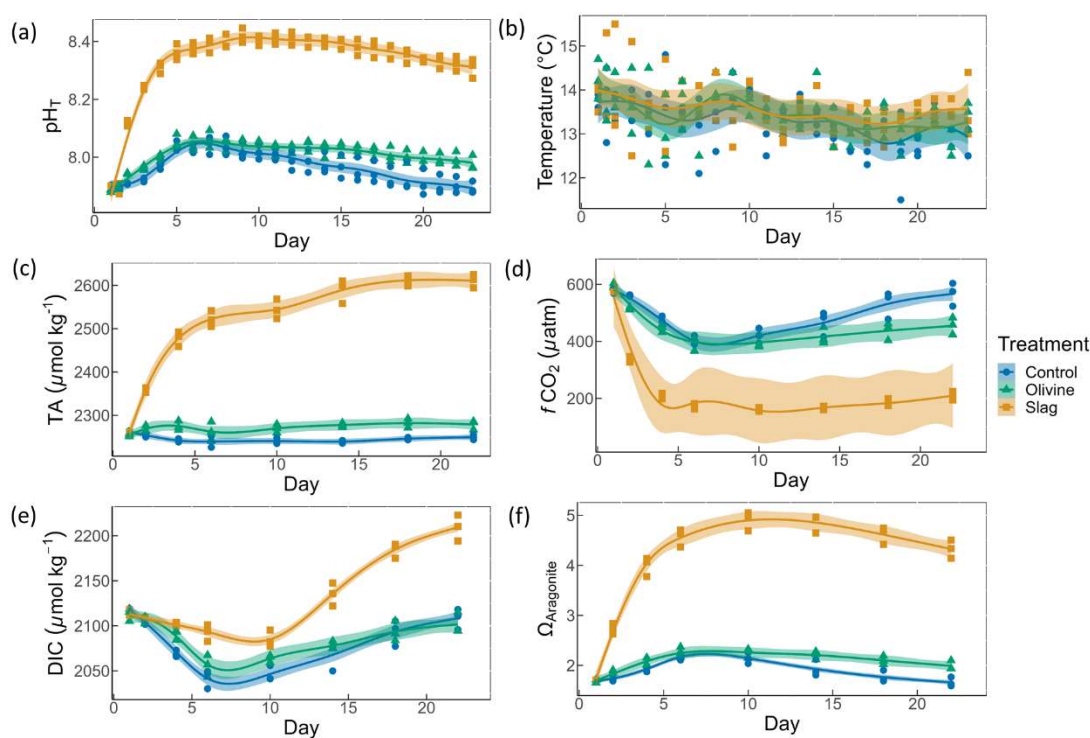 (a)
pHT
8.4
8.2
8.0
0 5 10 15 20
Day
(b)
Temperature (°C)
15
14
13
12
0 5 10 15 20
Day
(c)
TA (µmol kg⁻¹)
2600
2500
2300
2200
0 5 10 15 20
Day
(d)
fCO₂ (µatm)
600
400
200
0 5 10 15 20
Day
Treatment
Control
Olivine
Slag
(e)
DIC (µmol kg⁻¹)
2200
2150
2100
2050
0 5 10 15 20
Day
(f)
ΩAragonite
5
4
3
2
0 5 10 15 20
Day